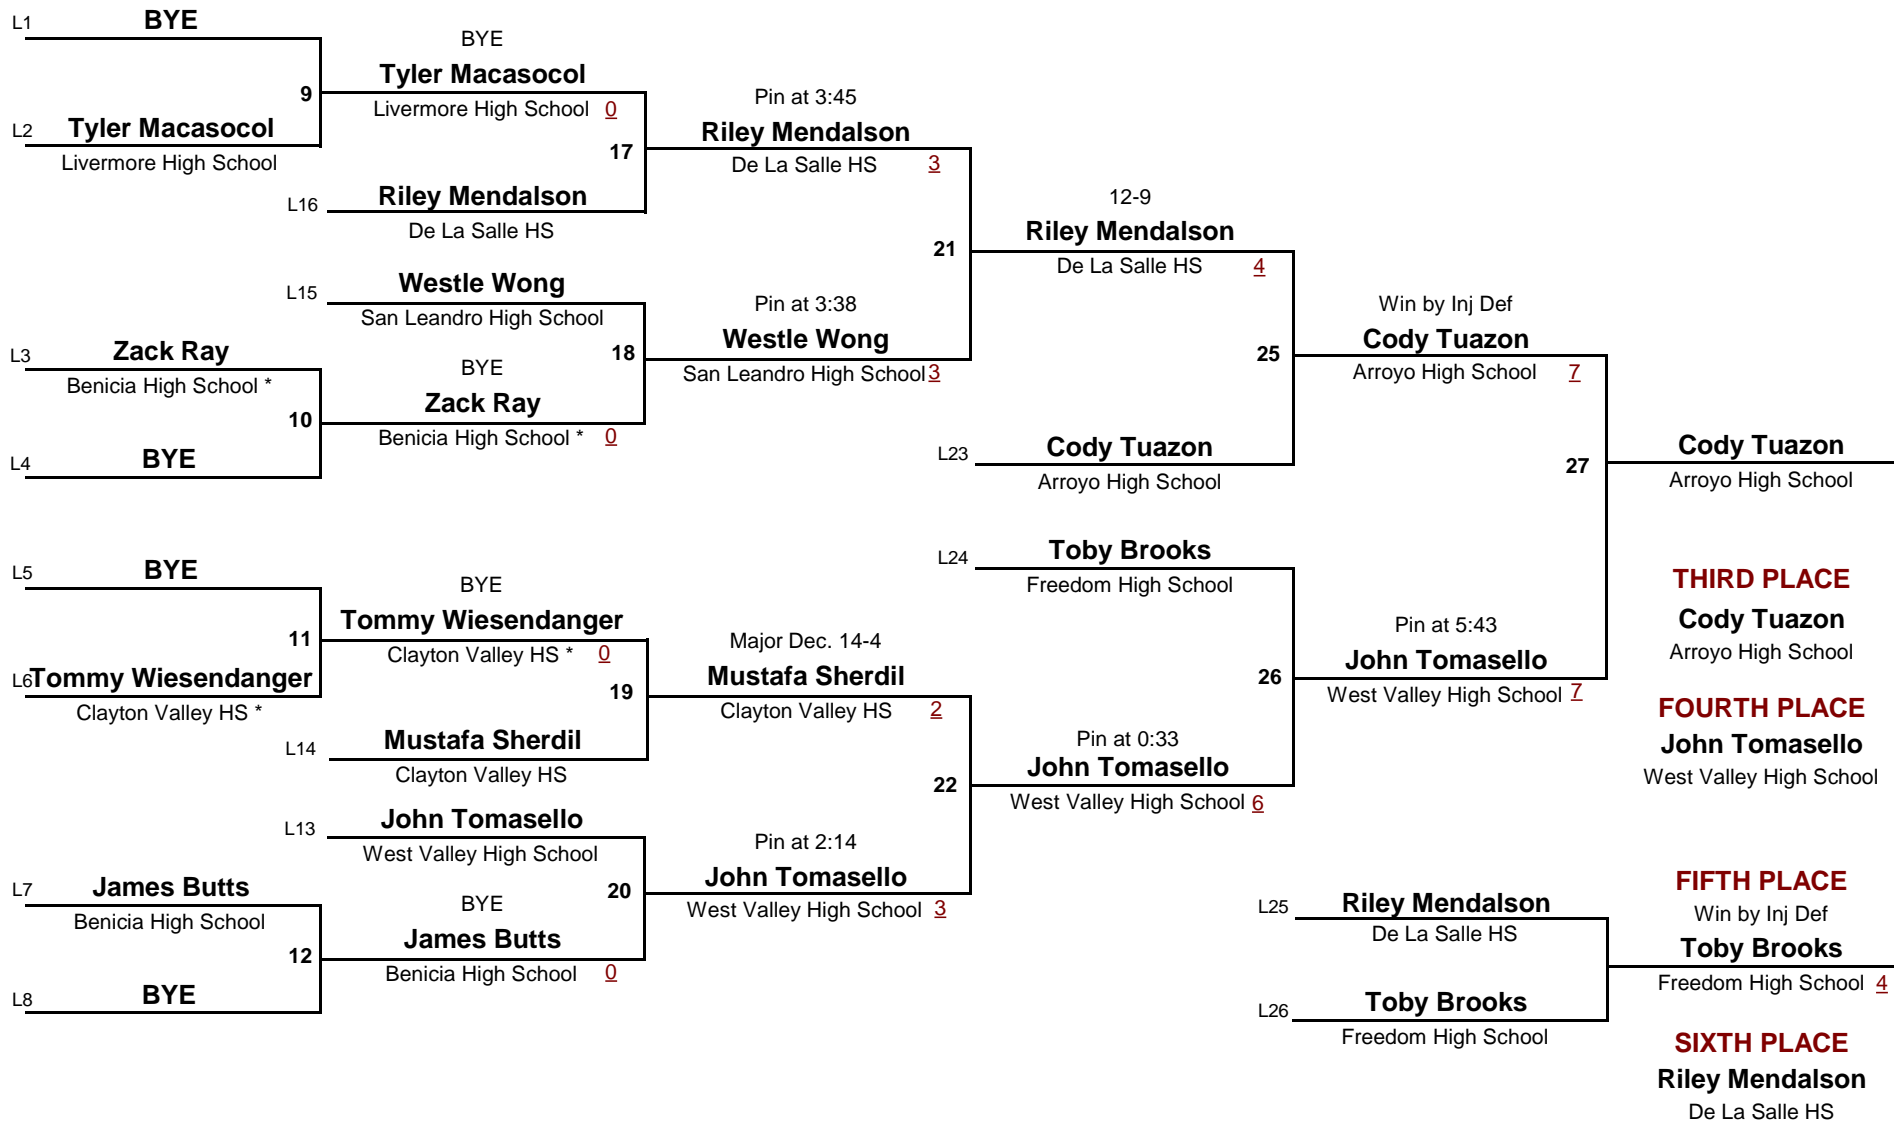 L1 BYE
9
L2 Tyler Macasocol
Livermore High School
BYE
Tyler Macasocol
Livermore High School 0
17
L16 Riley Mendalson
De La Salle HS
Pin at 3:45
Riley Mendalson
De La Salle HS 3
21
L15 Westle Wong
San Leandro High School
18
L3 Zack Ray
Benicia High School *
10
L4 BYE
BYE
Zack Ray
Benicia High School * 0
Pin at 3:38
Westle Wong
San Leandro High School 3
12-9
Riley Mendalson
De La Salle HS 4
25
L23 Cody Tuazon
Arroyo High School
Win by Inj Def
Cody Tuazon
Arroyo High School 7
27
Cody Tuazon
Arroyo High School
L5 BYE
11
L6 Tommy Wiesendanger
Clayton Valley HS *
BYE
Tommy Wiesendanger
Clayton Valley HS * 0
19
L14 Mustafa Sherdil
Clayton Valley HS
Major Dec. 14-4
Mustafa Sherdil
Clayton Valley HS 2
22
L13 John Tomasello
West Valley High School
20
L7 James Butts
Benicia High School
12
L8 BYE
BYE
James Butts
Benicia High School 0
Pin at 2:14
John Tomasello
West Valley High School 3
L24 Toby Brooks
Freedom High School
26
Pin at 0:33
John Tomasello
West Valley High School 6
Pin at 5:43
John Tomasello
West Valley High School 7
THIRD PLACE
Cody Tuazon
Arroyo High School
FOURTH PLACE
John Tomasello
West Valley High School
L25 Riley Mendalson
De La Salle HS
L26 Toby Brooks
Freedom High School
FIFTH PLACE
Win by Inj Def
Toby Brooks
Freedom High School 4
SIXTH PLACE
Riley Mendalson
De La Salle HS